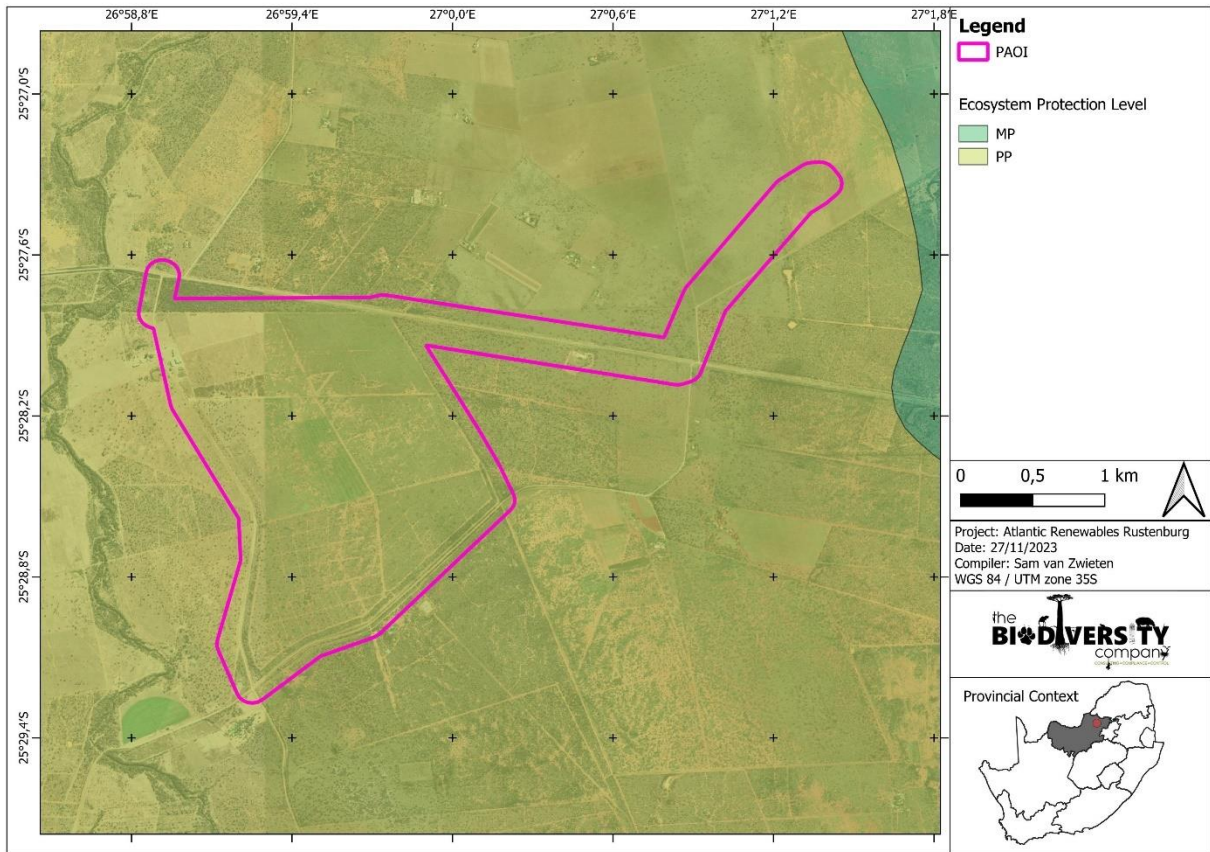 26°58,8'E 26°59,4'E 27°0,0'E 27°0,6'E 27°1,2'E 27°1,8'E
25°27,0'S
25°27,6'S
25°28,2'S
25°28,8'S
25°29,4'S
Legend
PAOI
Ecosystem Protection Level
MP
PP
0 0,5 1 km
Project: Atlantic Renewables Rustenburg
Date: 27/11/2023
Compiler: Sam van Zwieten
WGS 84 / UTM zone 35S
the
BIODIVERSITY
company
Provincial Context